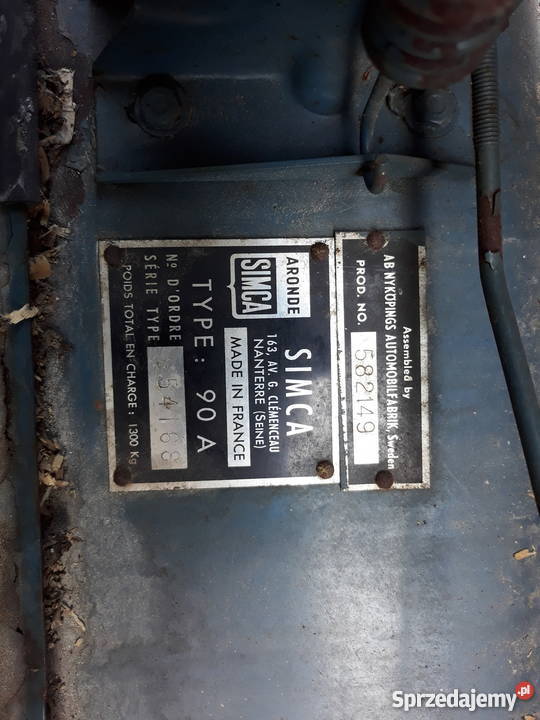 Assembled by
AB NYKÖPINGS AUTOMOBILFABRIK, Sweden
PROD. NO. 582149
ARONDE
SIMCA
SIMCA
163, AV. G. CLÉMENCEAU
NANTERRE (SEINE)
MADE IN FRANCE
TYPE: 90 A
Nº D'ORDRE
SÉRIE TYPE
54168
POIDS TOTAL EN CHARGE: 1300 Kg
Sprzedajemy.pl